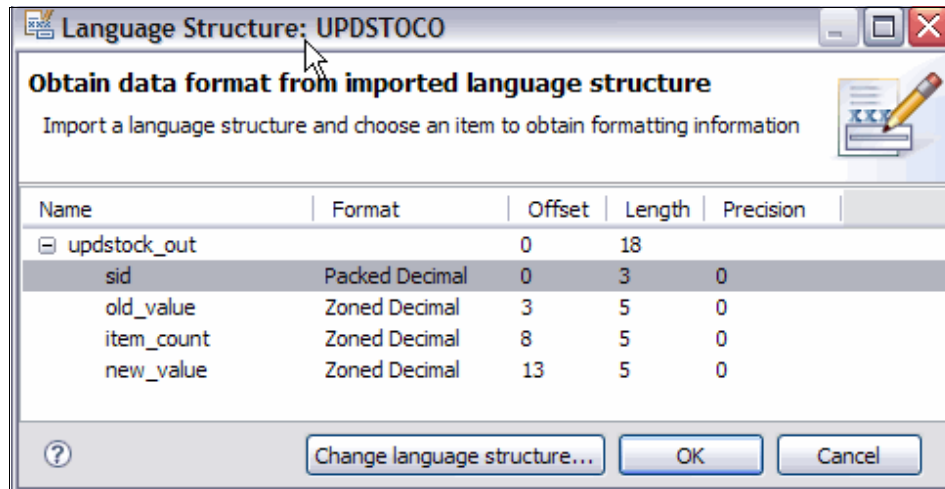 Language Structure: UPDSTOCO
Obtain data format from imported language structure
Import a language structure and choose an item to obtain formatting information
xxx
Name Format Offset Length Precision
updstock_out 0 18
sid Packed Decimal 0 3 0
old_value Zoned Decimal 3 5 0
item_count Zoned Decimal 8 5 0
new_value Zoned Decimal 13 5 0
? Change language structure... OK Cancel